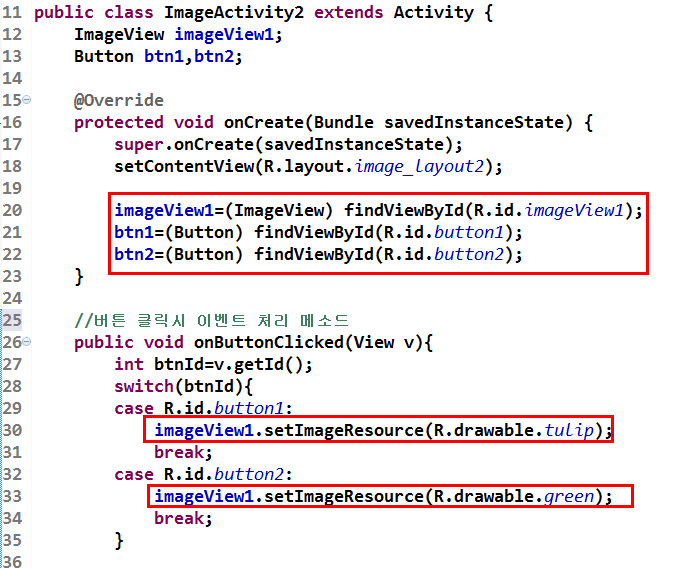 11 public class ImageActivity2 extends Activity {
12 ImageView imageView1;
13 Button btn1,btn2;
14
15 @Override
16 protected void onCreate(Bundle savedInstanceState) {
17 super.onCreate(savedInstanceState);
18 setContentView(R.layout.image_layout2);
19
20 imageView1=(ImageView) findViewById(R.id.imageView1);
21 btn1=(Button) findViewById(R.id.button1);
22 btn2=(Button) findViewById(R.id.button2);
23 }
24
25 //버튼 클릭시 이벤트 처리 메소드
26 public void onButtonClicked(View v){
27 int btnId=v.getId();
28 switch(btnId){
29 case R.id.button1:
30 imageView1.setImageResource(R.drawable.tulip);
31 break;
32 case R.id.button2:
33 imageView1.setImageResource(R.drawable.green);
34 break;
35 }
36